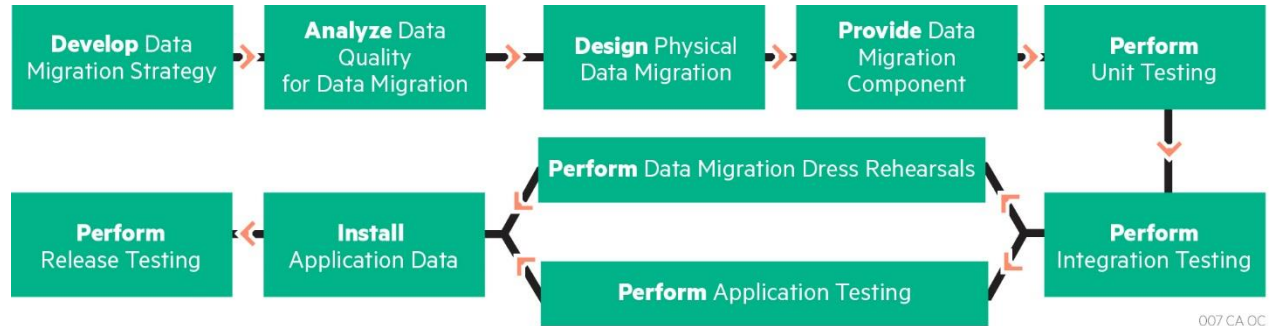 Develop Data
Migration Strategy
Analyze Data
Quality
for Data Migration
Design Physical
Data Migration
Provide Data
Migration
Component
Perform
Unit Testing
Perform
Integration Testing
Perform Data Migration Dress Rehearsals
Perform Application Testing
Install
Application Data
Perform
Release Testing
007 CA OC